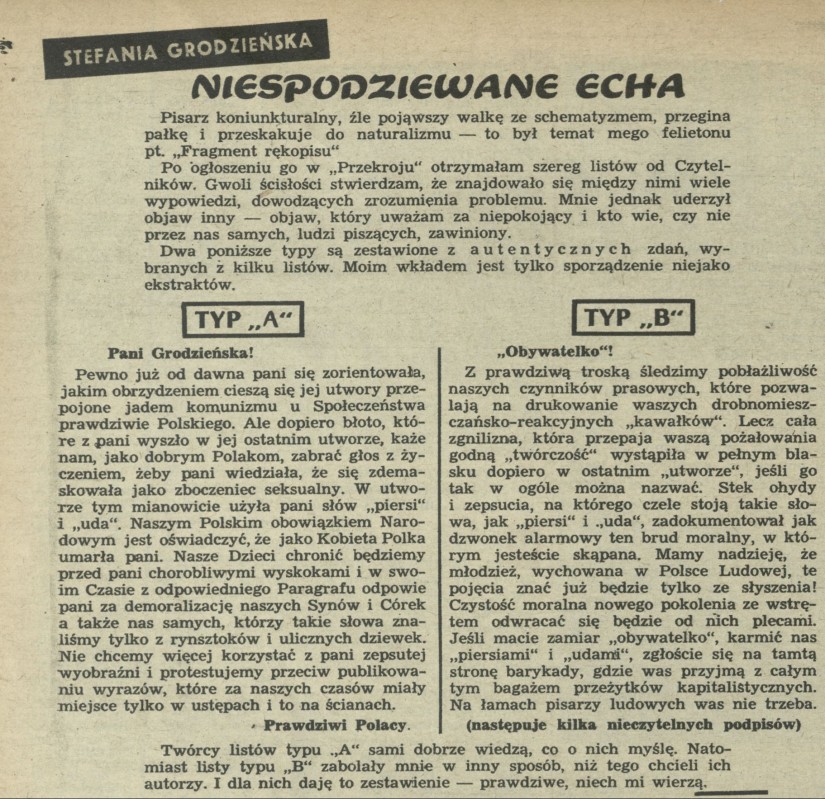 STEFANIA GRODZIEŃSKA
NIESPODZIEWANE ECHA
Pisarz koniunkturalny, źle pojąwszy walkę ze schematyzmem, przegina
pałkę i przeskakuje do naturalizmu — to był temat mego felietonu
pt. „Fragment rękopisu“
Po ogłoszeniu go w „Przekroju“ otrzymałam szereg listów od Czytel-
ników. Gwoli ścisłości stwierdzam, że znajdowało się między nimi wiele
wypowiedzi, dowodzących zrozumienia problemu. Mnie jednak uderzył
objaw inny — objaw, który uważam za niepokojący i kto wie, czy nie
przez nas samych, ludzi piszących, zawiniony.
Dwa poniższe typy są zestawione z autentycznych zdań, wy-
branych z kilku listów. Moim wkładem jest tylko sporządzenie niejako
ekstraktów.
TYP „A“
Pani Grodzieńska!
Pewno już od dawna pani się zorientowała,
jakim obrzydzeniem cieszą się jej utwory prze-
pojone jadem komunizmu u Społeczeństwa
prawdziwie Polskiego. Ale dopiero błoto, któ-
re z pani wyszło w jej ostatnim utworze, każe
nam, jako dobrym Polakom, zabrać głos z ży-
czeniem, żeby pani wiedziała, że się zdema-
skowała jako zboczeniec seksualny. W utwo-
rze tym mianowicie użyła pani słów „piersi“
i „uda“. Naszym Polskim obowiązkiem Naro-
dowym jest oświadczyć, że jako Kobieta Polka
umarła pani. Nasze Dzieci chronić będziemy
przed pani chorobliwymi wyskokami i w swo-
im Czasie z odpowiedniego Paragrafu odpowie
pani za demoralizację naszych Synów i Córek
a także nas samych, którzy takie słowa zna-
liśmy tylko z rynsztoków i ulicznych dziewek.
Nie chcemy więcej korzystać z pani zepsutej
wyobraźni i protestujemy przeciw publikowa-
niu wyrazów, które za naszych czasów miały
miejsce tylko w ustępach i to na ścianach.
Prawdziwi Polacy.
TYP „B“
„Obywatelko“!
Z prawdziwą troską śledzimy pobłażliwość
naszych czynników prasowych, które pozwa-
lają na drukowanie waszych drobnomiesz-
czańsko-reakcyjnych „kawałków“. Lecz cała
zgnilizna, która przepaja waszą pożałowania
godną „twórczość“ wystąpiła w pełnym bla-
sku dopiero w ostatnim „utworze“, jeśli go
tak w ogóle można nazwać. Stek ohydy
i zepsucia, na którego czele stoją takie sło-
wa, jak „piersi“ i „uda“, zadokumentował jak
dzwonek alarmowy ten brud moralny, w któ-
rym jesteście skąpana. Mamy nadzieję, że
młodzież, wychowana w Polsce Ludowej, te
pojęcia znać już będzie tylko ze słyszenia!
Czystość moralna nowego pokolenia ze wstrę-
tem odwracać się będzie od nich plecami.
Jeśli macie zamiar „obywatelko“, karmić nas
„piersiami“ i „udami“, zgłoście się na tamtą
stronę barykady, gdzie was przyjmą z całym
tym bagażem przeżytków kapitalistycznych.
Na łamach pisarzy ludowych was nie trzeba.
(następuje kilka nieczytelnych podpisów)
Twórcy listów typu „A“ sami dobrze wiedzą, co o nich myślę. Nato-
miast listy typu „B“ zabolały mnie w inny sposób, niż tego chcieli ich
autorzy. I dla nich daję to zestawienie — prawdziwe, niech mi wierzą.